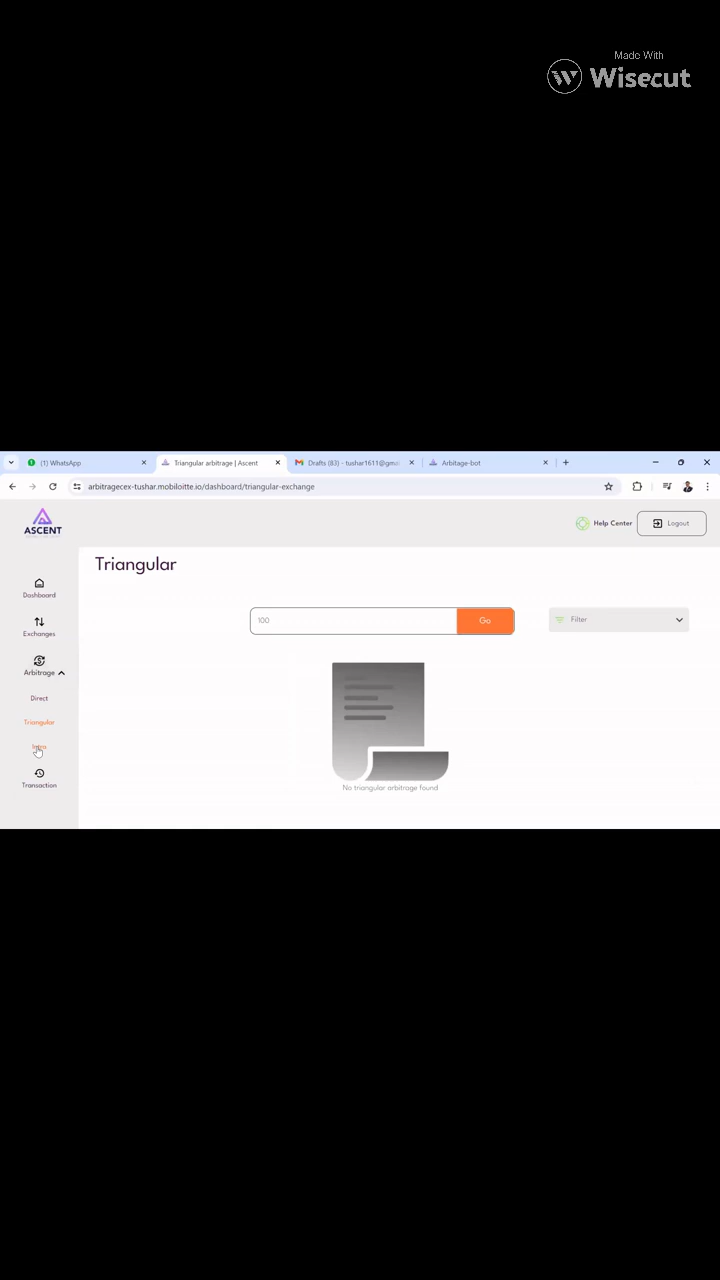 Made With
Wisecut
(1) WhatsApp
Triangular arbitrage | Ascent
Drafts (83) - tushar1611@gmai
Arbitage-bot
arbitragecex-tushar.mobiloitte.io/dashboard/triangular-exchange
ASCENT
Help Center
Logout
Triangular
Dashboard
100
Go
Filter
Exchanges
Arbitrage
Direct
Triangular
Intra
Transaction
No triangular arbitrage found